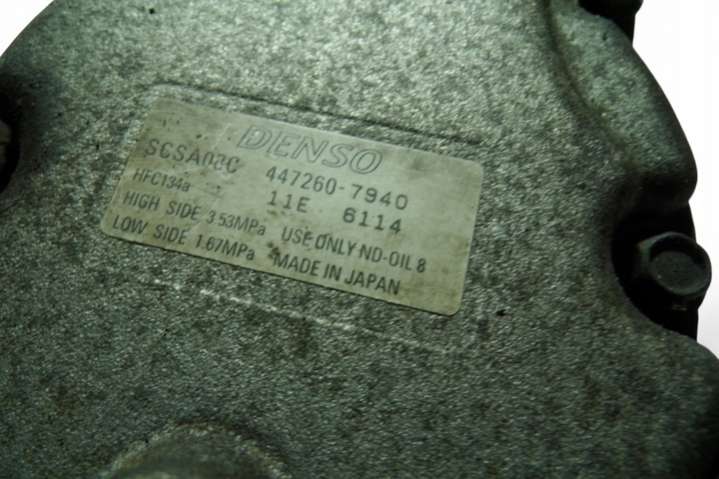 DENSO
SCSA08C 447260-7940
HFC134a 11E 6114
HIGH SIDE 3.53MPa USE ONLY ND-OIL 8
LOW SIDE 1.67MPa MADE IN JAPAN